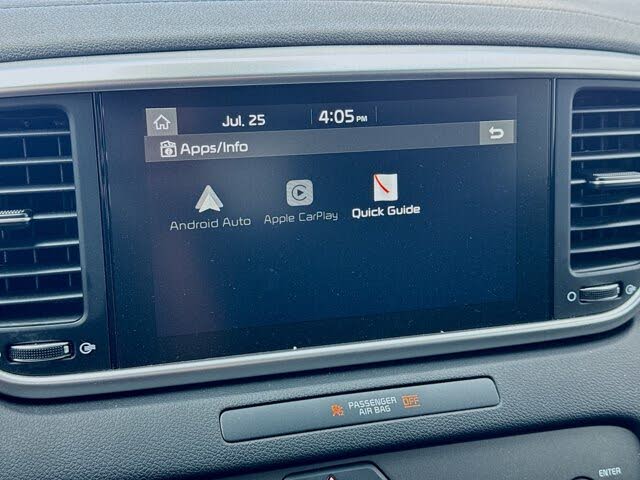 Jul. 25 4:05 PM
Apps/Info
Android Auto Apple CarPlay Quick Guide
PASSENGER
AIR BAG OFF
ENTER